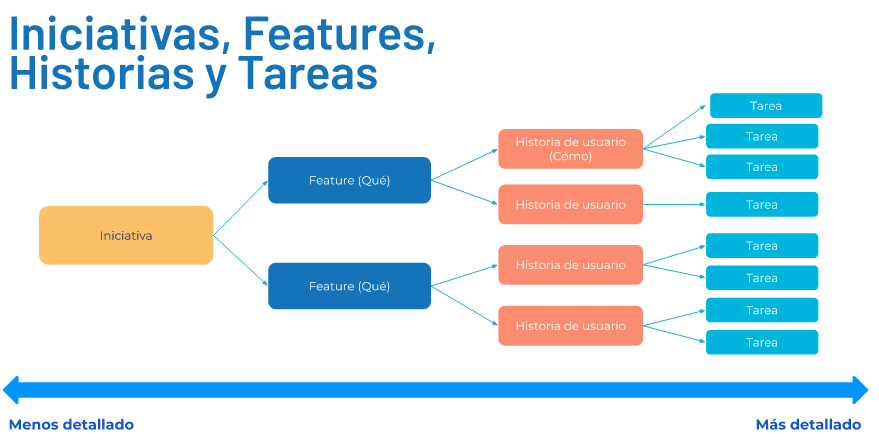 Iniciativas, Features,
Historias y Tareas
Iniciativa
Feature (Qué)
Feature (Qué)
Historia de usuario
(Cómo)
Historia de usuario
Historia de usuario
Historia de usuario
Tarea
Tarea
Tarea
Tarea
Tarea
Tarea
Tarea
Tarea
Menos detallado
Más detallado